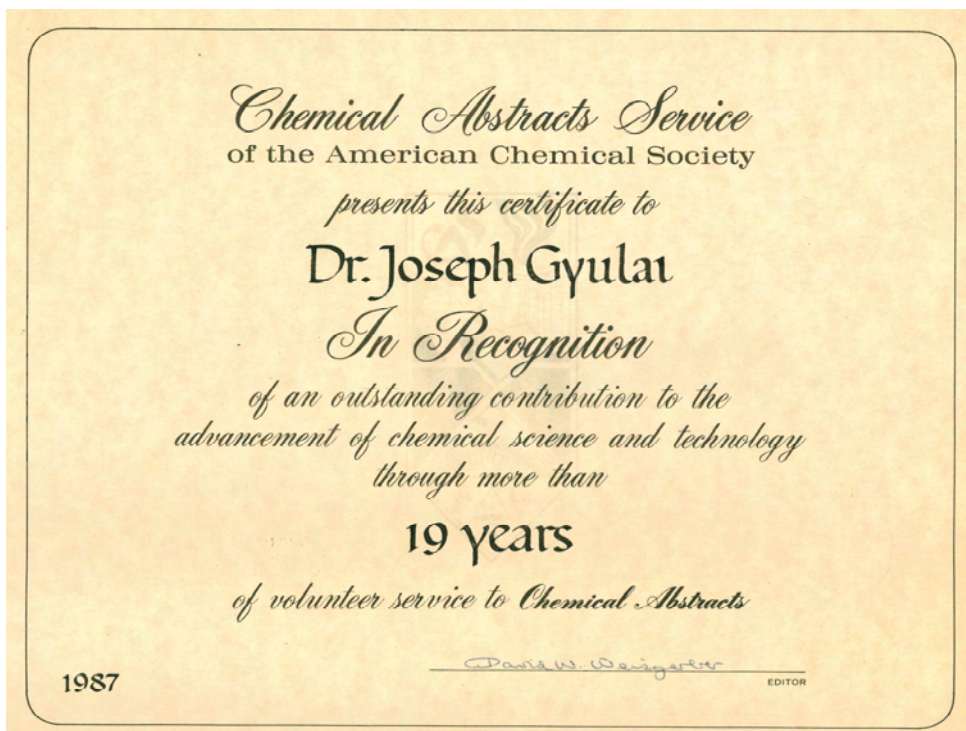 Chemical Abstracts Service
of the American Chemical Society
presents this certificate to
Dr. Joseph Gyulai
In Recognition
of an outstanding contribution to the
advancement of chemical science and technology
through more than
19 years
of volunteer service to Chemical Abstracts
David W. Weisgerber
EDITOR
1987